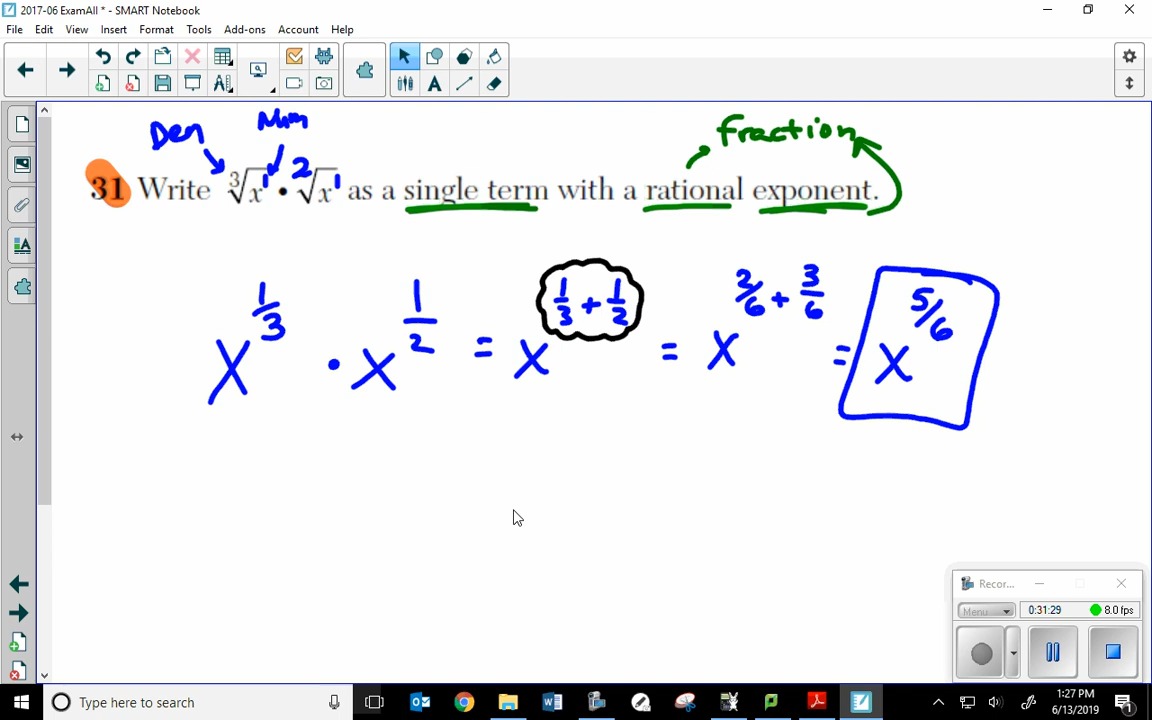 2017-06 ExamAll * - SMART Notebook
File Edit View Insert Format Tools Add-ons Account Help
Den Num
fraction
31 Write ³√x¹ • ²√x¹ as a single term with a rational exponent.
x^(1/3) • x^(1/2) = x^(1/3 + 1/2) = x^(2/6 + 3/6) = x^(5/6)
Recor...
Menu 0:31:29 8.0 fps
Type here to search
1:27 PM
6/13/2019
1